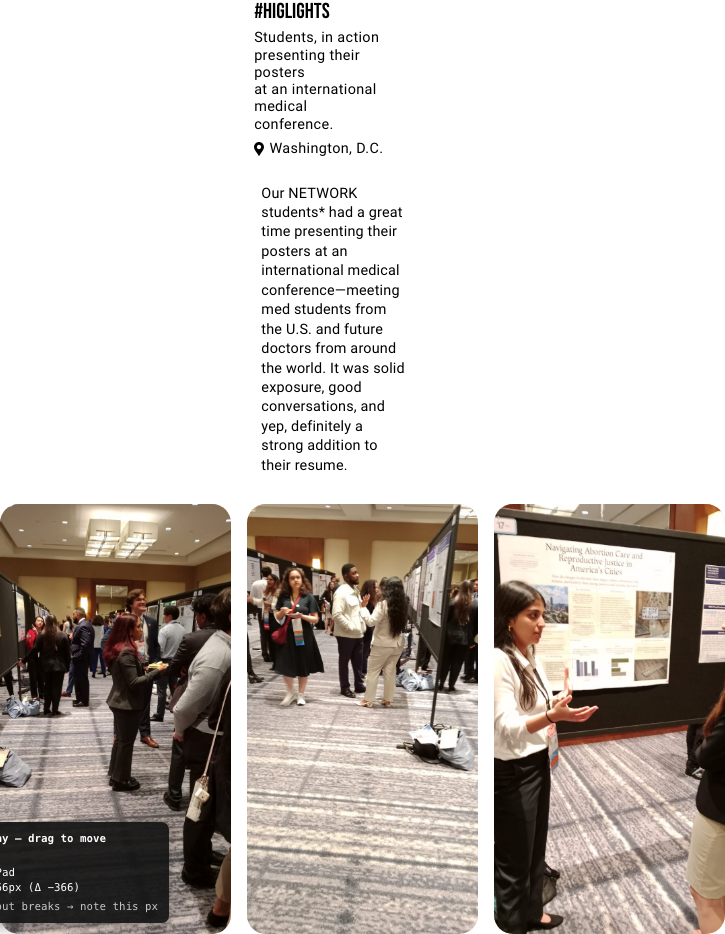 #HIGLIGHTS
Students, in action
presenting their
posters
at an international
medical
conference.
Washington, D.C.
Our NETWORK
students* had a great
time presenting their
posters at an
international medical
conference—meeting
med students from
the U.S. and future
doctors from around
the world. It was solid
exposure, good
conversations, and
yep, definitely a
strong addition to
their resume.
Navigating Abortion Care and
Reproductive Justice in
America's Cities
— drag to move
Pad
6px (Δ −366)
out breaks → note this px